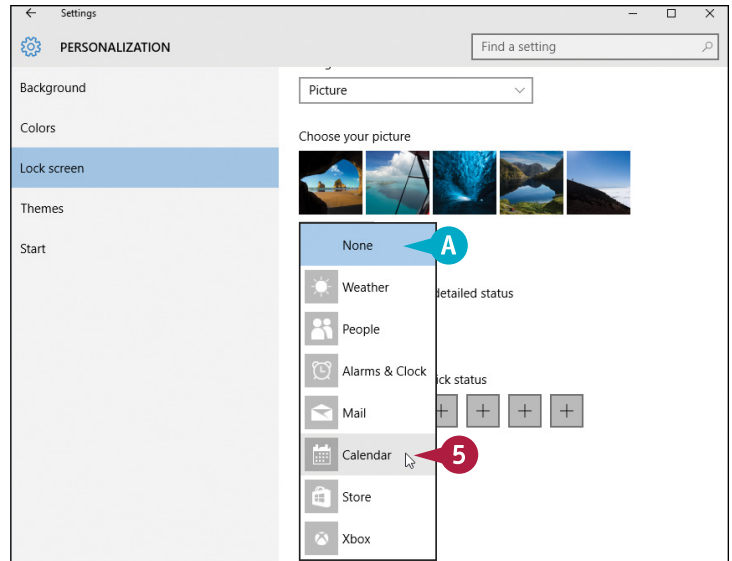 Settings
PERSONALIZATION
Find a setting
Background
Colors
Lock screen
Themes
Start
Picture
Choose your picture
None
A
Weather
detailed status
People
Alarms & Clock
ick status
Mail
Calendar
5
Store
Xbox